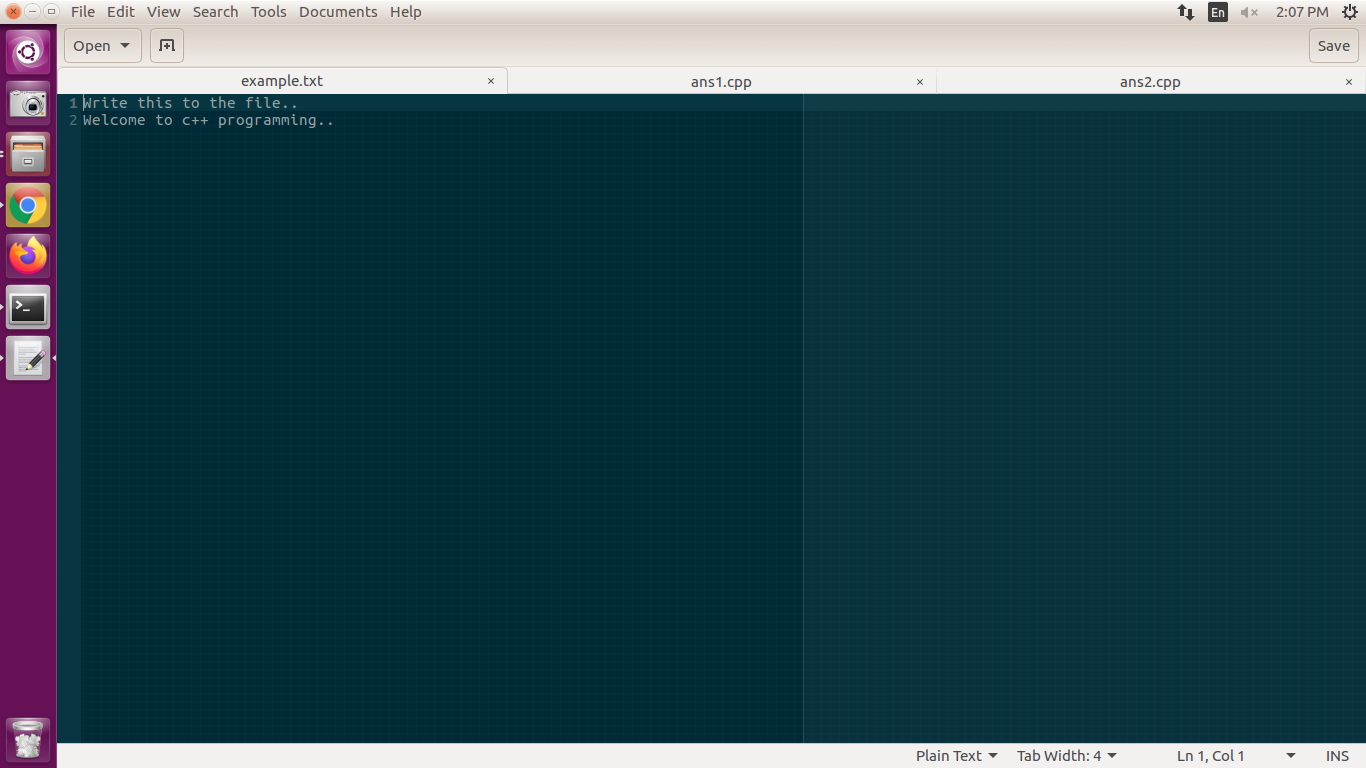 File Edit View Search Tools Documents Help
En
2:07 PM
Open
Save
example.txt
ans1.cpp
ans2.cpp
1 Write this to the file..
2 Welcome to c++ programming..
Plain Text
Tab Width: 4
Ln 1, Col 1
INS